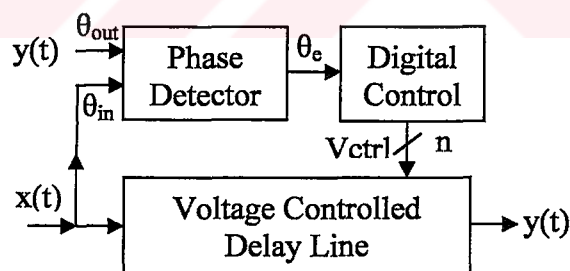 y(t) θout
θin
Phase
Detector
θe
Digital
Control
Vctrl n
x(t)
Voltage Controlled
Delay Line
y(t)